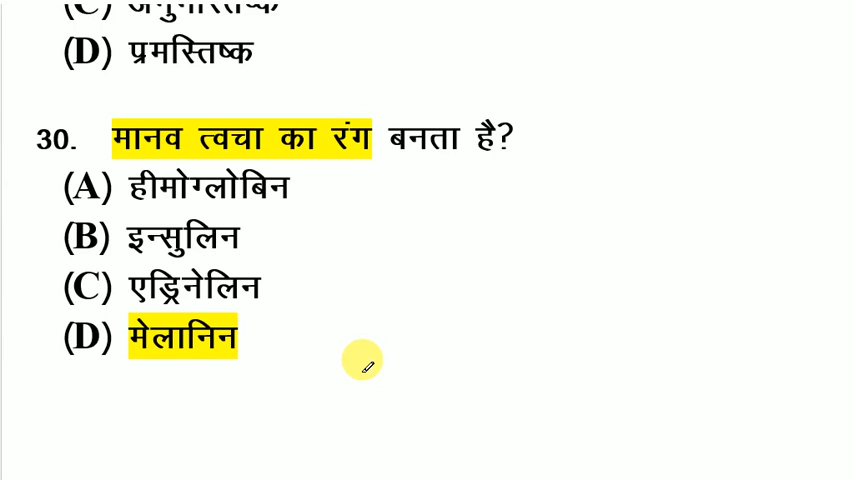 (D) प्रमस्तिष्क
30. मानव त्वचा का रंग बनता है?
(A) हीमोग्लोबिन
(B) इन्सुलिन
(C) एड्रिनेलिन
(D) मेलानिन